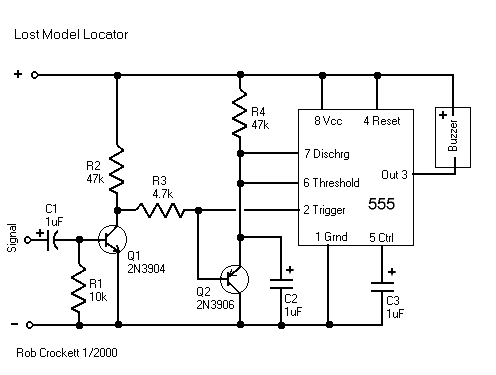 Lost Model Locator
+
R4
47k
8 Vcc
4 Reset
+
Buzzer
R2
47k
7 Dischrg
Out 3
R3
4.7k
6 Threshold
555
C1
1uF
2 Trigger
Signal
+
1 Grnd
5 Ctrl
Q1
2N3904
+
+
R1
10k
Q2
2N3906
C2
1uF
C3
1uF
–
Rob Crockett 1/2000